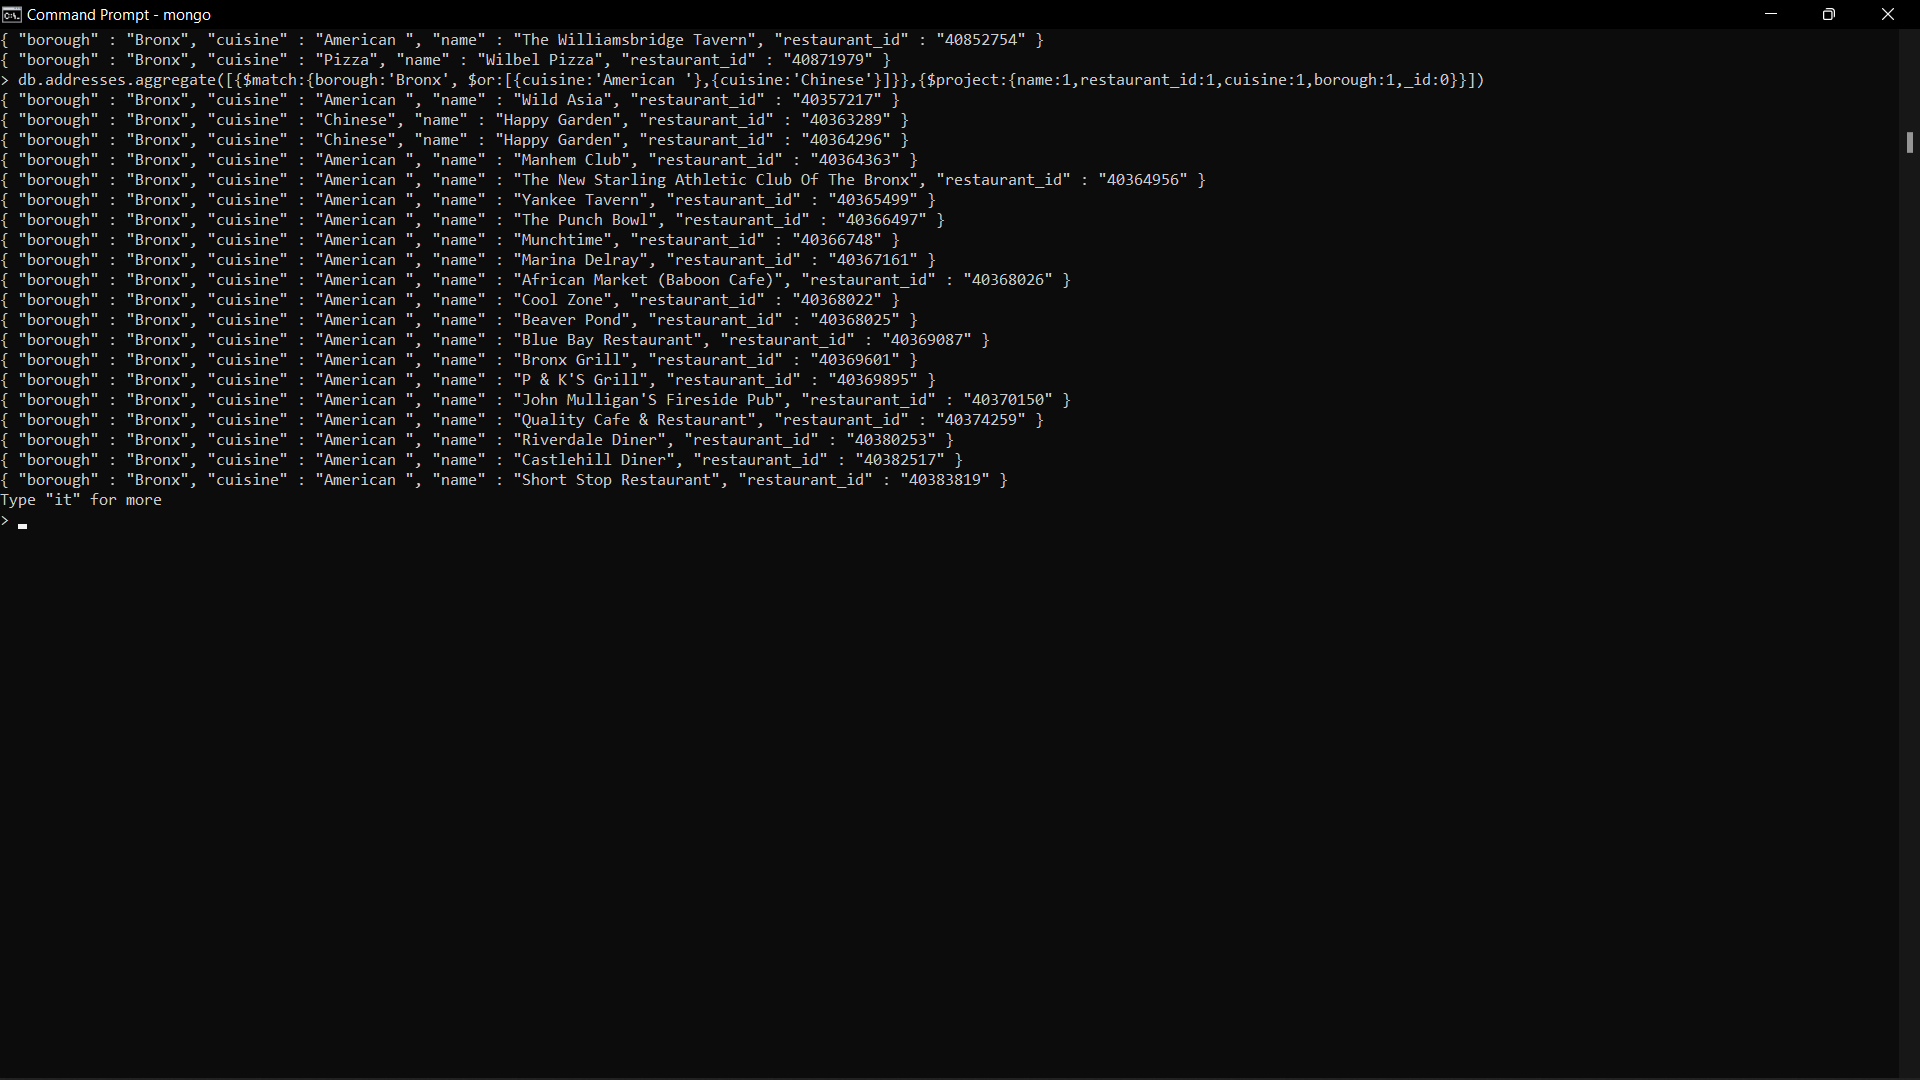 Command Prompt - mongo
{ "borough" : "Bronx", "cuisine" : "American ", "name" : "The Williamsbridge Tavern", "restaurant_id" : "40852754" }
{ "borough" : "Bronx", "cuisine" : "Pizza", "name" : "Wilbel Pizza", "restaurant_id" : "40871979" }
> db.addresses.aggregate([{$match:{borough:'Bronx', $or:[{cuisine:'American '},{cuisine:'Chinese'}]}},{$project:{name:1,restaurant_id:1,cuisine:1,borough:1,_id:0}}])
{ "borough" : "Bronx", "cuisine" : "American ", "name" : "Wild Asia", "restaurant_id" : "40357217" }
{ "borough" : "Bronx", "cuisine" : "Chinese", "name" : "Happy Garden", "restaurant_id" : "40363289" }
{ "borough" : "Bronx", "cuisine" : "Chinese", "name" : "Happy Garden", "restaurant_id" : "40364296" }
{ "borough" : "Bronx", "cuisine" : "American ", "name" : "Manhem Club", "restaurant_id" : "40364363" }
{ "borough" : "Bronx", "cuisine" : "American ", "name" : "The New Starling Athletic Club Of The Bronx", "restaurant_id" : "40364956" }
{ "borough" : "Bronx", "cuisine" : "American ", "name" : "Yankee Tavern", "restaurant_id" : "40365499" }
{ "borough" : "Bronx", "cuisine" : "American ", "name" : "The Punch Bowl", "restaurant_id" : "40366497" }
{ "borough" : "Bronx", "cuisine" : "American ", "name" : "Munchtime", "restaurant_id" : "40366748" }
{ "borough" : "Bronx", "cuisine" : "American ", "name" : "Marina Delray", "restaurant_id" : "40367161" }
{ "borough" : "Bronx", "cuisine" : "American ", "name" : "African Market (Baboon Cafe)", "restaurant_id" : "40368026" }
{ "borough" : "Bronx", "cuisine" : "American ", "name" : "Cool Zone", "restaurant_id" : "40368022" }
{ "borough" : "Bronx", "cuisine" : "American ", "name" : "Beaver Pond", "restaurant_id" : "40368025" }
{ "borough" : "Bronx", "cuisine" : "American ", "name" : "Blue Bay Restaurant", "restaurant_id" : "40369087" }
{ "borough" : "Bronx", "cuisine" : "American ", "name" : "Bronx Grill", "restaurant_id" : "40369601" }
{ "borough" : "Bronx", "cuisine" : "American ", "name" : "P & K'S Grill", "restaurant_id" : "40369895" }
{ "borough" : "Bronx", "cuisine" : "American ", "name" : "John Mulligan'S Fireside Pub", "restaurant_id" : "40370150" }
{ "borough" : "Bronx", "cuisine" : "American ", "name" : "Quality Cafe & Restaurant", "restaurant_id" : "40374259" }
{ "borough" : "Bronx", "cuisine" : "American ", "name" : "Riverdale Diner", "restaurant_id" : "40380253" }
{ "borough" : "Bronx", "cuisine" : "American ", "name" : "Castlehill Diner", "restaurant_id" : "40382517" }
{ "borough" : "Bronx", "cuisine" : "American ", "name" : "Short Stop Restaurant", "restaurant_id" : "40383819" }
Type "it" for more
>